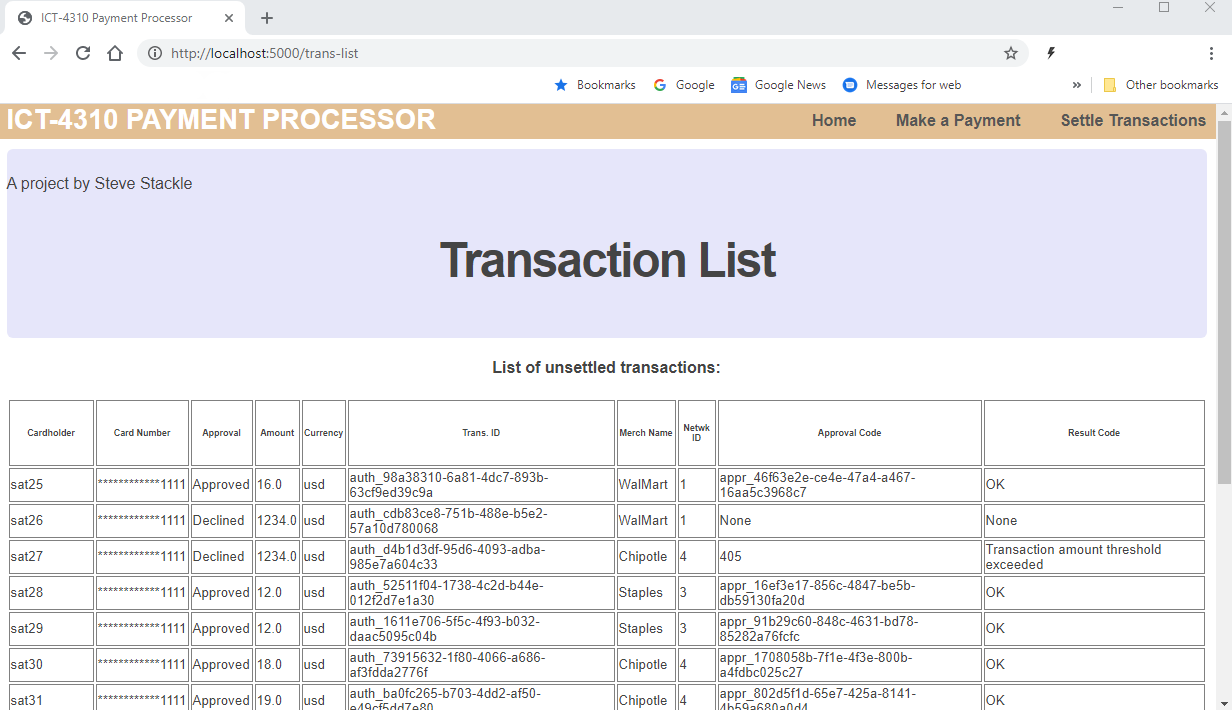 ICT-4310 Payment Processor
http://localhost:5000/trans-list
Bookmarks Google Google News Messages for web » Other bookmarks
ICT-4310 PAYMENT PROCESSOR Home Make a Payment Settle Transactions
A project by Steve Stackle
Transaction List
List of unsettled transactions:
Cardholder Card Number Approval Amount Currency Trans. ID Merch Name Netwk ID Approval Code Result Code
sat25 ************1111 Approved 16.0 usd auth_98a38310-6a81-4dc7-893b-63cf9ed39c9a WalMart 1 appr_46f63e2e-ce4e-47a4-a467-16aa5c3968c7 OK
sat26 ************1111 Declined 1234.0 usd auth_cdb83ce8-751b-488e-b5e2-57a10d780068 WalMart 1 None None
sat27 ************1111 Declined 1234.0 usd auth_d4b1d3df-95d6-4093-adba-985e7a604c33 Chipotle 4 405 Transaction amount threshold exceeded
sat28 ************1111 Approved 12.0 usd auth_52511f04-1738-4c2d-b44e-012f2d7e1a30 Staples 3 appr_16ef3e17-856c-4847-be5b-db59130fa20d OK
sat29 ************1111 Approved 12.0 usd auth_1611e706-5f5c-4f93-b032-daac5095c04b Staples 3 appr_91b29c60-848c-4631-bd78-85282a76fcfc OK
sat30 ************1111 Approved 18.0 usd auth_73915632-1f80-4066-a686-af3fdda2776f Chipotle 4 appr_1708058b-7f1e-4f3e-800b-a4fdbc025c27 OK
sat31 ************1111 Approved 19.0 usd auth_ba0fc265-b703-4dd2-af50-e49cf5dd7e80 Chipotle 4 appr_802d5f1d-65e7-425a-8141-4b59a680a0d4 OK